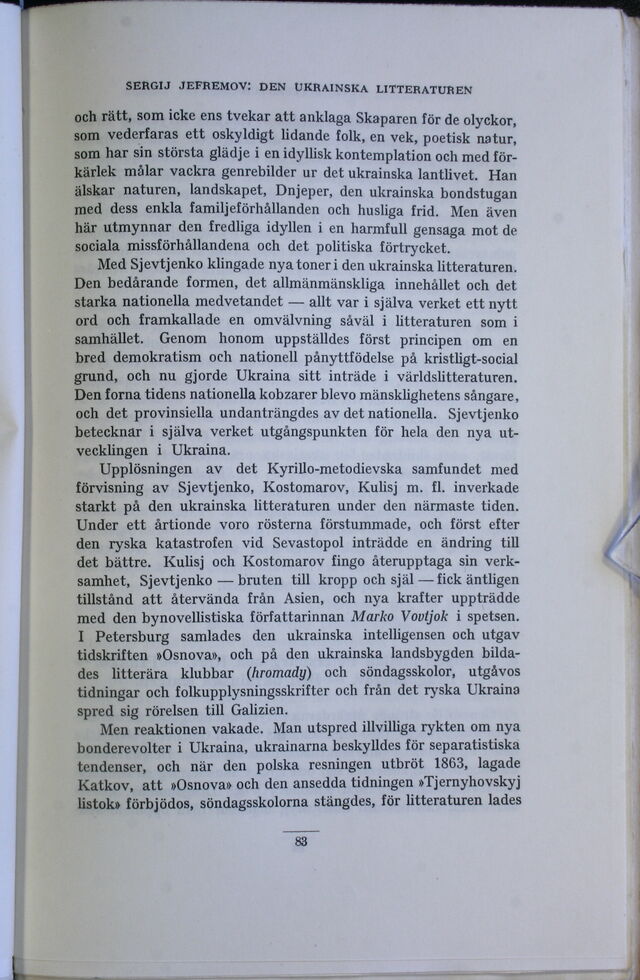 SERGIJ JEFREMOV: DEN UKRAINSKA LITTERATUREN
och rätt, som icke ens tvekar att anklaga Skaparen för de olyckor,
som vederfaras ett oskyldigt lidande folk, en vek, poetisk natur,
som har sin största glädje i en idyllisk kontemplation och med för-
kärlek målar vackra genrebilder ur det ukrainska lantlivet. Han
älskar naturen, landskapet, Dnjeper, den ukrainska bondstugan
med dess enkla familjeförhållanden och husliga frid. Men även
här utmynnar den fredliga idyllen i en harmfull gensaga mot de
sociala missförhållandena och det politiska förtrycket.
Med Sjevtjenko klingade nya toner i den ukrainska litteraturen.
Den bedårande formen, det allmänmänskliga innehållet och det
starka nationella medvetandet — allt var i själva verket ett nytt
ord och framkallade en omvälvning såväl i litteraturen som i
samhället. Genom honom uppställdes först principen om en
bred demokratism och nationell pånyttfödelse på kristligt-social
grund, och nu gjorde Ukraina sitt inträde i världslitteraturen.
Den forna tidens nationella kobzarer blevo mänsklighetens sångare,
och det provinsiella undanträngdes av det nationella. Sjevtjenko
betecknar i själva verket utgångspunkten för hela den nya ut-
vecklingen i Ukraina.
Upplösningen av det Kyrillo-metodievska samfundet med
förvisning av Sjevtjenko, Kostomarov, Kulisj m. fl. inverkade
starkt på den ukrainska litteraturen under den närmaste tiden.
Under ett årtionde voro rösterna förstummade, och först efter
den ryska katastrofen vid Sevastopol inträdde en ändring till
det bättre. Kulisj och Kostomarov fingo återupptaga sin verk-
samhet, Sjevtjenko — bruten till kropp och själ — fick äntligen
tillstånd att återvända från Asien, och nya krafter uppträdde
med den bynovellistiska författarinnan Marko Vovtjok i spetsen.
I Petersburg samlades den ukrainska intelligensen och utgav
tidskriften »Osnova», och på den ukrainska landsbygden bilda-
des litterära klubbar (hromady) och söndagsskolor, utgåvos
tidningar och folkupplysningsskrifter och från det ryska Ukraina
spred sig rörelsen till Galizien.
Men reaktionen vakade. Man utspred illvilliga rykten om nya
bonderevolter i Ukraina, ukrainarna beskylldes för separatistiska
tendenser, och när den polska resningen utbröt 1863, lagade
Katkov, att »Osnova» och den ansedda tidningen »Tjernyhovskyj
listok» förbjödos, söndagsskolorna stängdes, för litteraturen lades
83